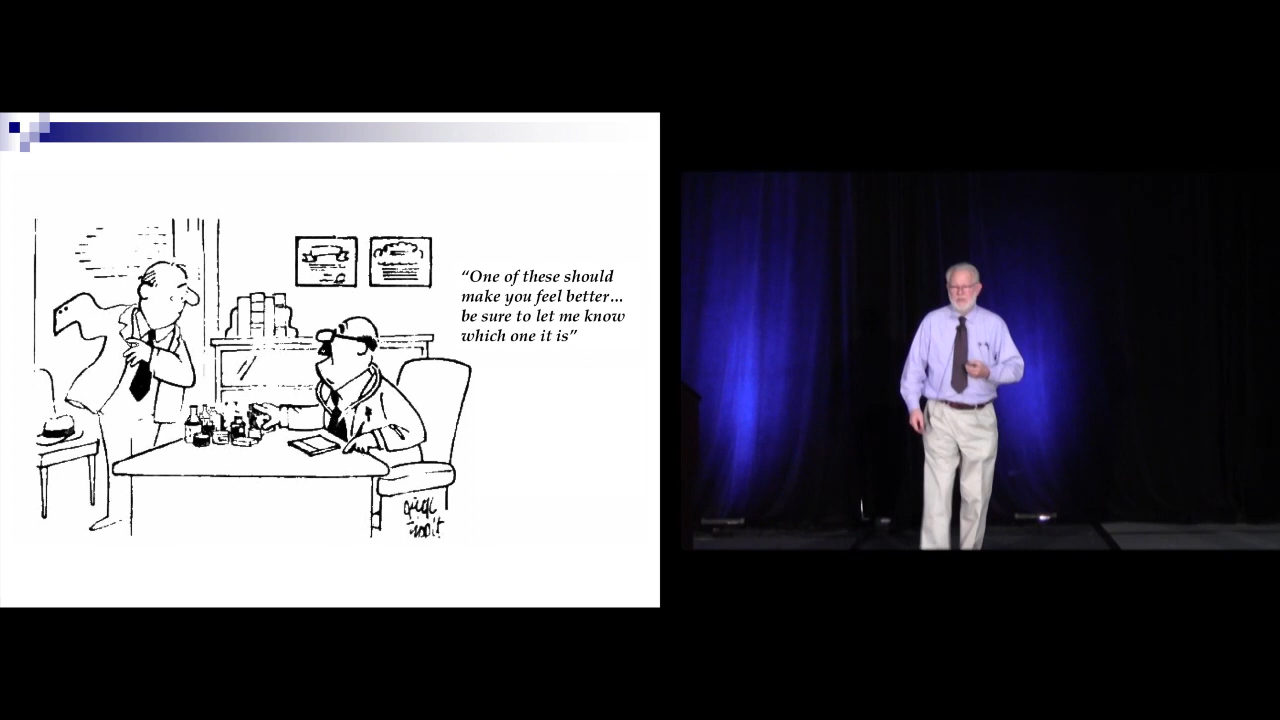 “One of these should
make you feel better...
be sure to let me know
which one it is”